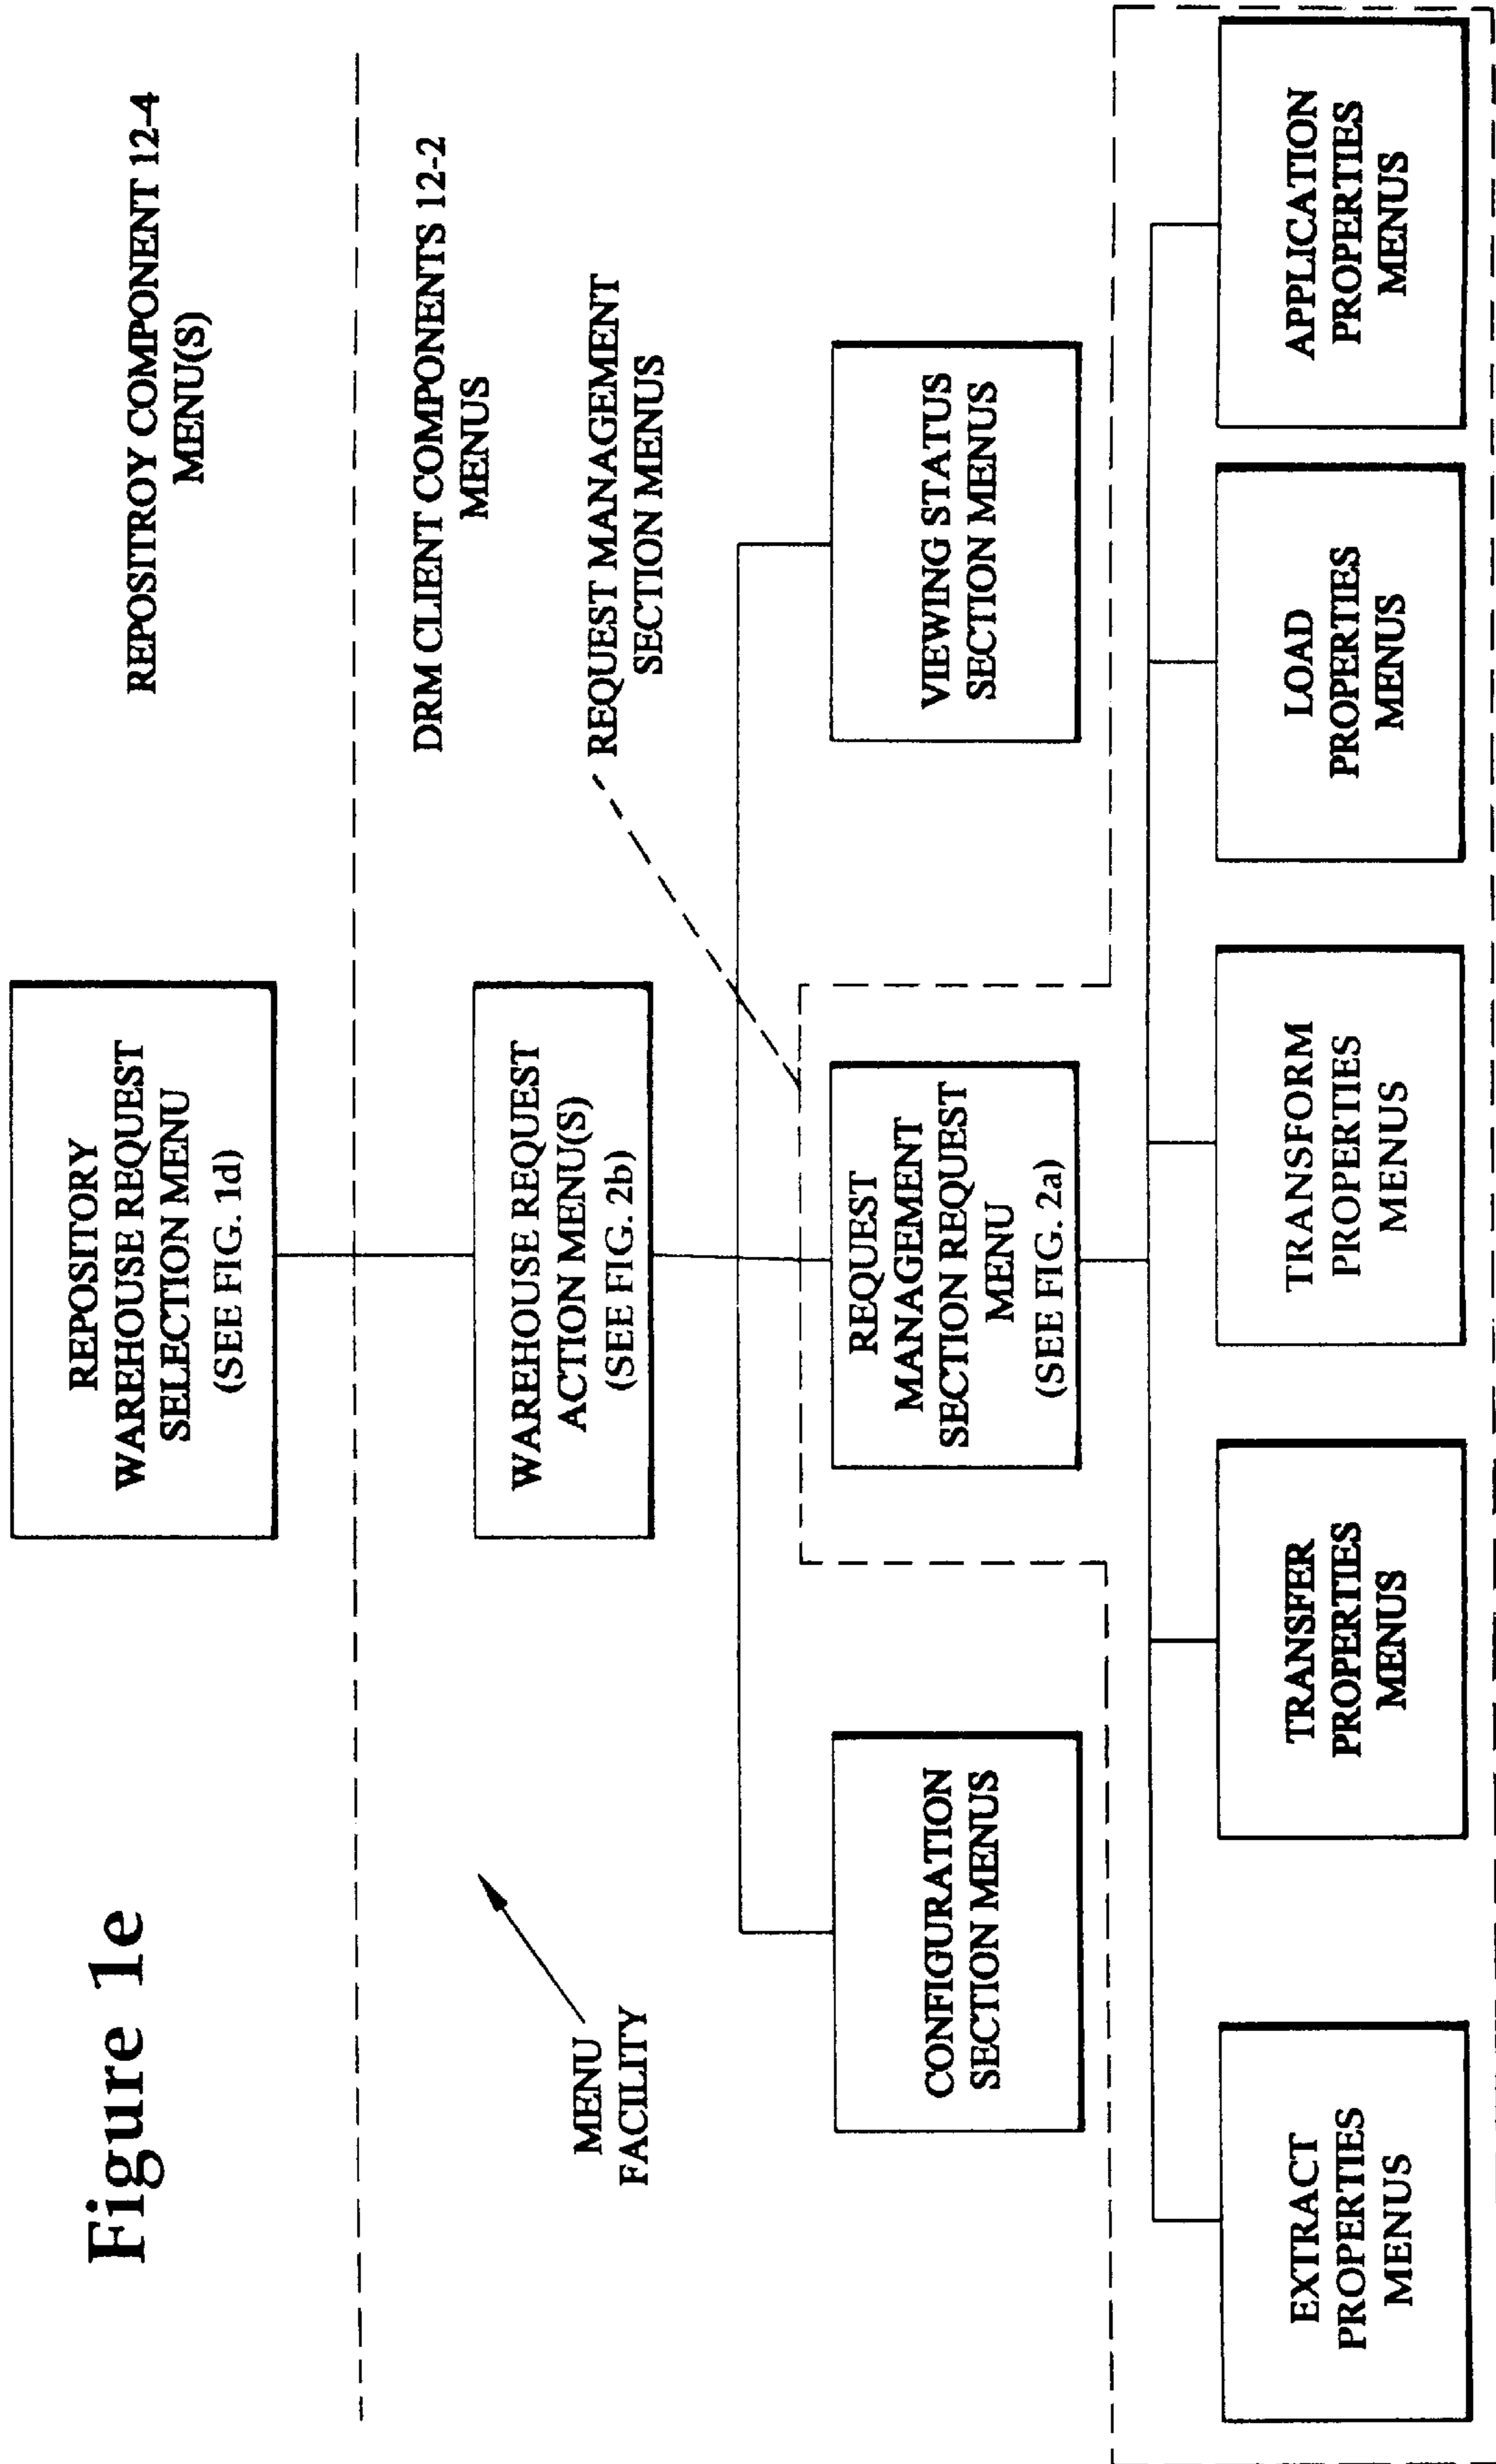 Figure 1e
REPOSITORY
WAREHOUSE REQUEST
SELECTION MENU
(SEE FIG. 1d)
REPOSITROY COMPONENT 12-4
MENU(S)
DRM CLIENT COMPONENTS 12-2
MENUS
MENU
FACILITY
WAREHOUSE REQUEST
ACTION MENU(S)
(SEE FIG. 2b)
REQUEST MANAGEMENT
SECTION MENUS
CONFIGURATION
SECTION MENUS
REQUEST
MANAGEMENT
SECTION REQUEST
MENU
(SEE FIG. 2a)
VIEWING STATUS
SECTION MENUS
EXTRACT
PROPERTIES
MENUS
TRANSFER
PROPERTIES
MENUS
TRANSFORM
PROPERTIES
MENUS
LOAD
PROPERTIES
MENUS
APPLICATION
PROPERTIES
MENUS